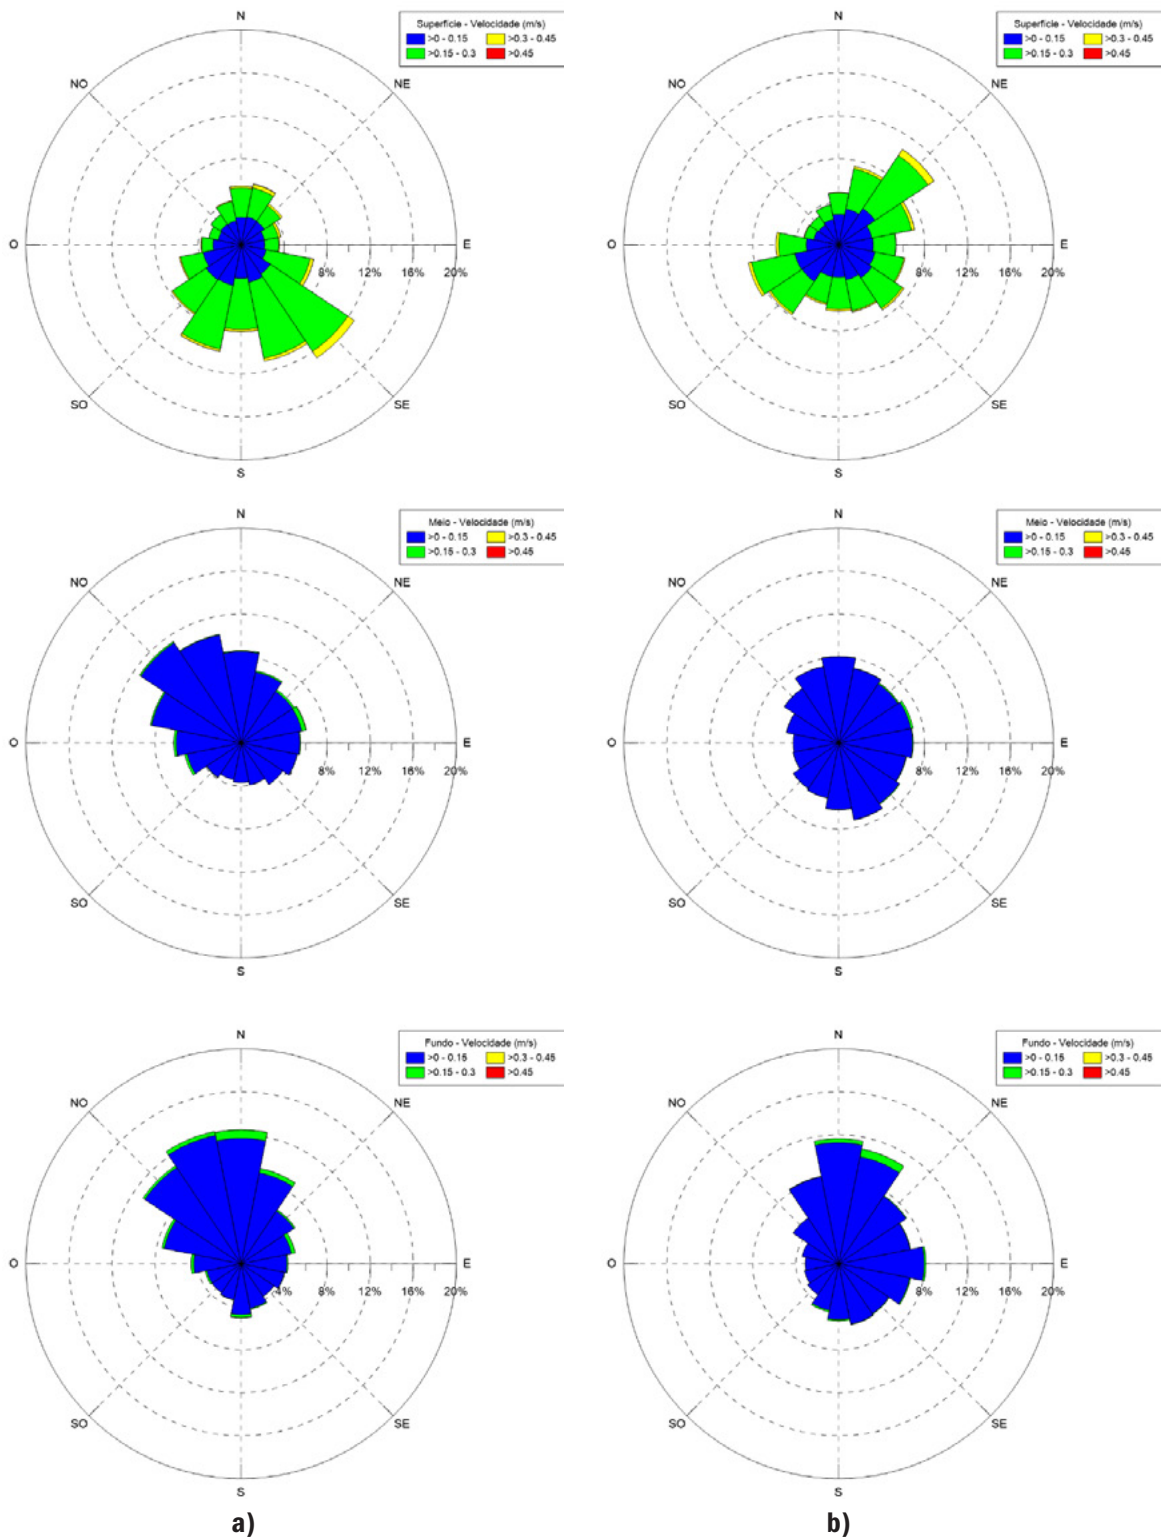 N
Superfície - Velocidade (m/s)
>0 - 0.15 >0.3 - 0.45
>0.15 - 0.3 >0.45
NO NE
O E
8% 12% 16% 20%
SO SE
S
N
Superfície - Velocidade (m/s)
>0 - 0.15 >0.3 - 0.45
>0.15 - 0.3 >0.45
NO NE
O E
8% 12% 16% 20%
SO SE
S
N
Meio - Velocidade (m/s)
>0 - 0.15 >0.3 - 0.45
>0.15 - 0.3 >0.45
NO NE
O E
8% 12% 16% 20%
SO SE
S
N
Meio - Velocidade (m/s)
>0 - 0.15 >0.3 - 0.45
>0.15 - 0.3 >0.45
NO NE
O E
8% 12% 16% 20%
SO SE
S
N
Fundo - Velocidade (m/s)
>0 - 0.15 >0.3 - 0.45
>0.15 - 0.3 >0.45
NO NE
O E
4% 8% 12% 16% 20%
SO SE
S
N
Fundo - Velocidade (m/s)
>0 - 0.15 >0.3 - 0.45
>0.15 - 0.3 >0.45
NO NE
O E
8% 12% 16% 20%
SO SE
S
a) b)